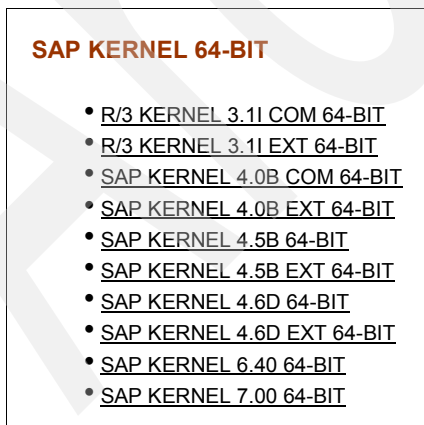 SAP KERNEL 64-BIT
• R/3 KERNEL 3.1I COM 64-BIT
• R/3 KERNEL 3.1I EXT 64-BIT
• SAP KERNEL 4.0B COM 64-BIT
• SAP KERNEL 4.0B EXT 64-BIT
• SAP KERNEL 4.5B 64-BIT
• SAP KERNEL 4.5B EXT 64-BIT
• SAP KERNEL 4.6D 64-BIT
• SAP KERNEL 4.6D EXT 64-BIT
• SAP KERNEL 6.40 64-BIT
• SAP KERNEL 7.00 64-BIT